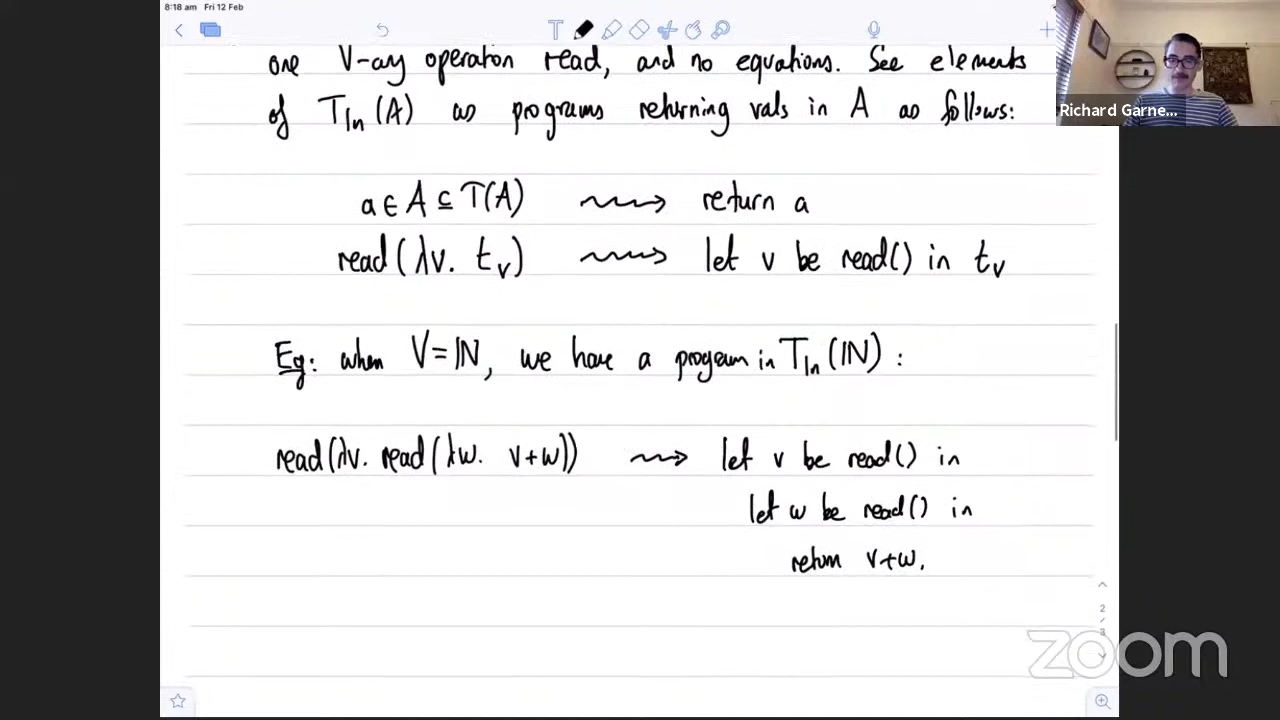 8:18 am Fri 12 Feb
one V-ary operation read, and no equations. See elements
of T_In(A) as programs returning vals in A as follows:
Richard Garne...
a ∈ A ⊆ T(A) ⇝ return a
read(λv. t_v) ⇝ let v be read() in t_v
Eg: when V=ℕ, we have a program in T_In(ℕ):
read(λv. read(λw. v+w)) ⇝ let v be read() in
let w be read() in
return v+w.
2
/
3
zoom